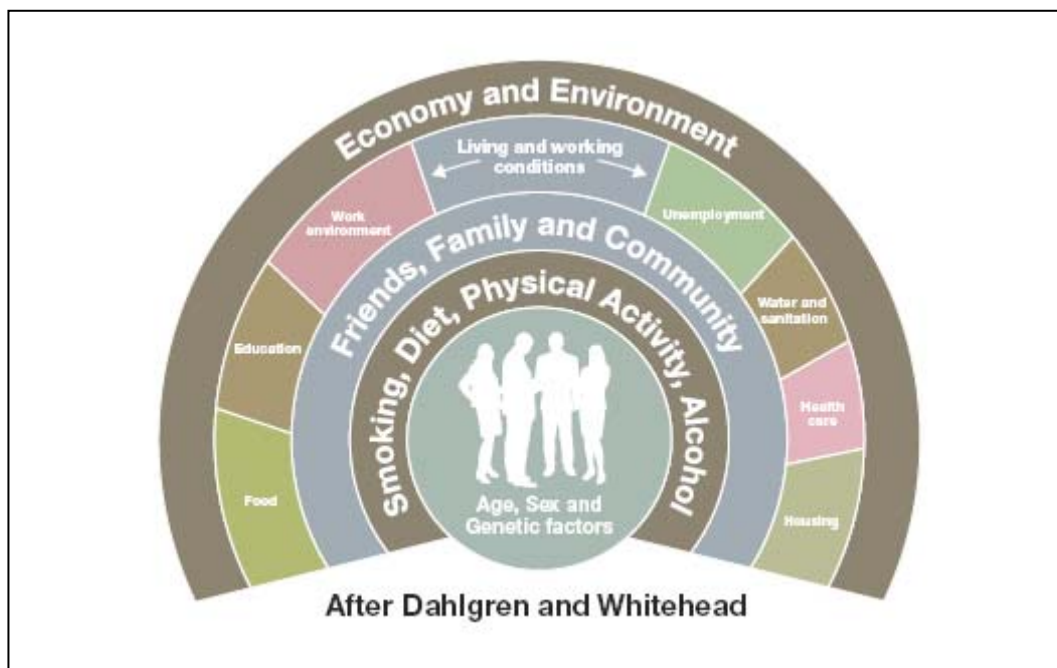 Economy and Environment
Living and working
conditions
Work
environment
Unemployment
Education
Water and
sanitation
Food
Health
care
Housing
Friends, Family and Community
Smoking, Diet, Physical Activity, Alcohol
Age, Sex and
Genetic factors
After Dahlgren and Whitehead